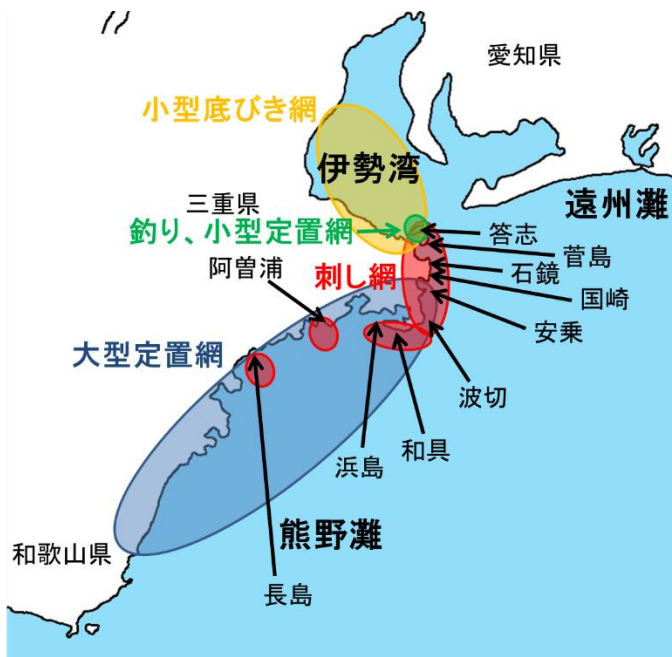 愛知県
小型底びき網
伊勢湾
三重県
遠州灘
釣り、小型定置網
答志
菅島
阿曽浦
刺し網
石鏡
国崎
安乗
大型定置網
波切
和具
浜島
熊野灘
和歌山県
長島